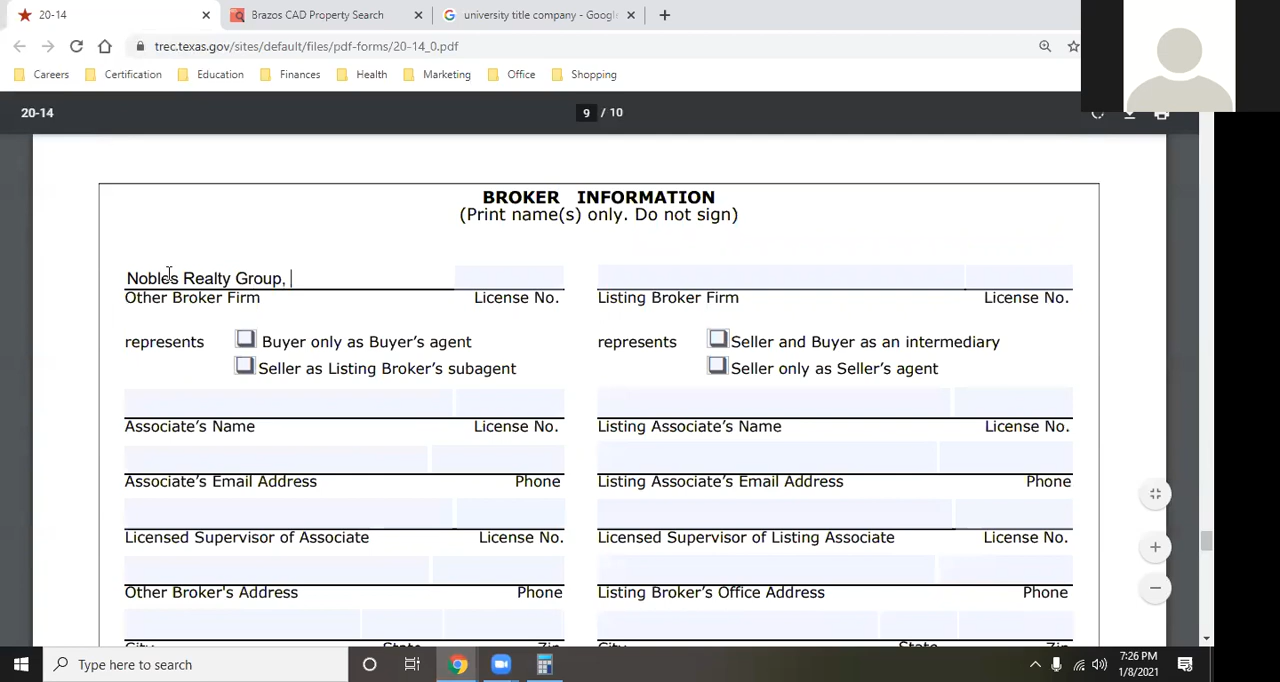 20-14
Brazos CAD Property Search
university title company - Googl
trec.texas.gov/sites/default/files/pdf-forms/20-14_0.pdf
Careers
Certification
Education
Finances
Health
Marketing
Office
Shopping
20-14
9 / 10
BROKER INFORMATION
(Print name(s) only. Do not sign)
Nobles Realty Group,
Other Broker Firm License No. Listing Broker Firm License No.
represents Buyer only as Buyer's agent represents Seller and Buyer as an intermediary
Seller as Listing Broker's subagent Seller only as Seller's agent
Associate's Name License No. Listing Associate's Name License No.
Associate's Email Address Phone Listing Associate's Email Address Phone
Licensed Supervisor of Associate License No. Licensed Supervisor of Listing Associate License No.
Other Broker's Address Phone Listing Broker's Office Address Phone
City State Zip City State Zip
Type here to search
7:26 PM
1/8/2021